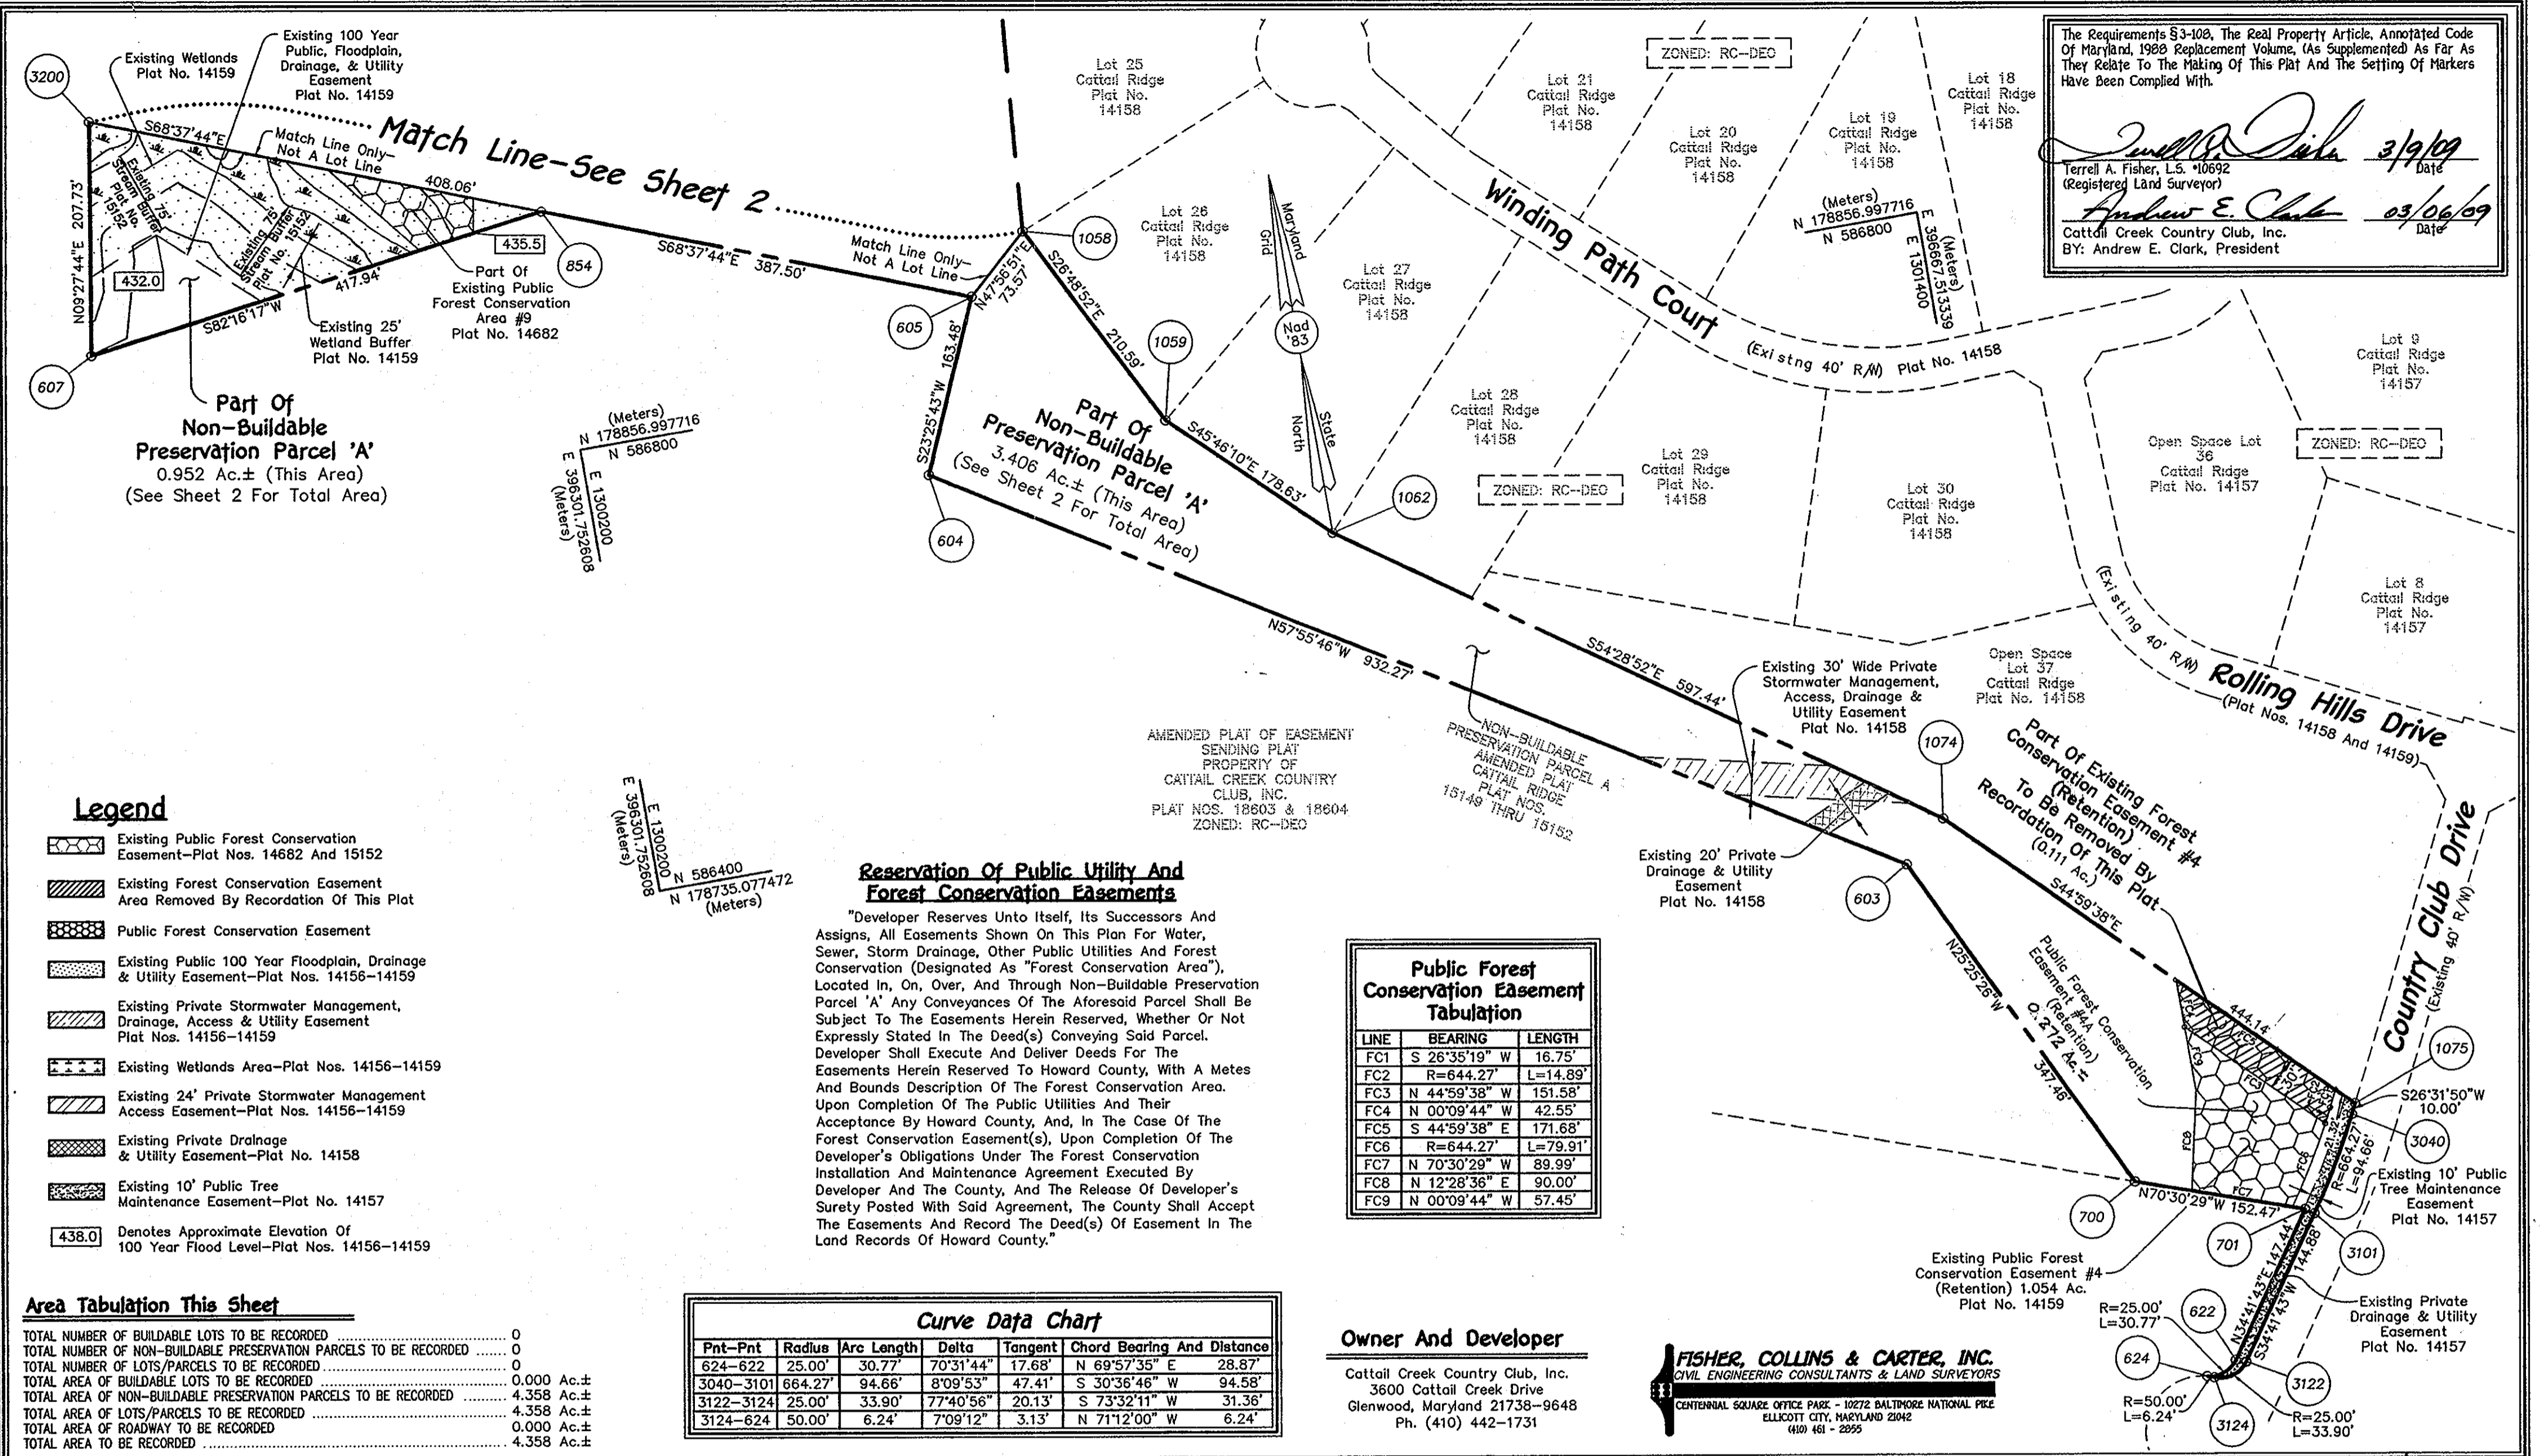 3200
Existing Wetlands
Plat No. 14159
Existing 100 Year
Public, Floodplain,
Drainage, & Utility
Easement
Plat No. 14159
S68°37'44"E
Match Line Only-
Not A Lot Line
408.06'
Match Line-See Sheet 2
N09°27'44"E 207.73'
Existing 75'
Stream Buffer
Plat No.
15152
Existing 75'
Stream Buffer
Plat No. 15152
432.0
435.5
854
417.94'
S82°16'17"W
607
Part Of
Existing Public
Forest Conservation
Area #9
Plat No. 14682
Existing 25'
Wetland Buffer
Plat No. 14159
Part Of
Non-Buildable
Preservation Parcel 'A'
0.952 Ac.± (This Area)
(See Sheet 2 For Total Area)
S68°37'44"E 387.50'
Match Line Only-
Not A Lot Line
N47°56'51"E
73.57'
1058
605
S23°25'43"W 163.48'
604
S26°48'52"E 210.59'
1059
S45°46'10"E 178.63'
1062
Part Of
Non-Buildable
Preservation Parcel 'A'
3.406 Ac.± (This Area)
(See Sheet 2 For Total Area)
(Meters)
N 178856.997716
N 586800
E 1300200
E 396301.752608
(Meters)
Maryland
Grid
Nad
'83
State
North
Lot 25
Cattail Ridge
Plat No.
14158
Lot 26
Cattail Ridge
Plat No.
14158
Lot 27
Cattail Ridge
Plat No.
14158
Lot 28
Cattail Ridge
Plat No.
14158
Lot 29
Cattail Ridge
Plat No.
14158
Lot 30
Cattail Ridge
Plat No.
14158
Lot 21
Cattail Ridge
Plat No.
14158
Lot 20
Cattail Ridge
Plat No.
14158
Lot 19
Cattail Ridge
Plat No.
14158
Lot 18
Cattail Ridge
Plat No.
14158
ZONED: RC-DEO
ZONED: RC-DEO
ZONED: RC-DEO
Winding Path Court
(Existng 40' R/W) Plat No. 14158
(Meters)
N 178856.997716
N 586800
E 1301400
E 396667.513339
(Meters)
The Requirements §3-108, The Real Property Article, Annotated Code
Of Maryland, 1988 Replacement Volume, (As Supplemented) As Far As
They Relate To The Making Of This Plat And The Setting Of Markers
Have Been Complied With.
3/9/09
Terrell A. Fisher, L.S. #10692
Date
(Registered Land Surveyor)
Andrew E. Clark 03/06/09
Cattail Creek Country Club, Inc.
Date
BY: Andrew E. Clark, President
Lot 9
Cattail Ridge
Plat No.
14157
Open Space Lot
36
Cattail Ridge
Plat No. 14157
Lot 8
Cattail Ridge
Plat No.
14157
(Existing 40' R/W)
Rolling Hills Drive
(Plat Nos. 14158 And 14159)
Open Space
Lot 37
Cattail Ridge
Plat No. 14158
N57°55'46"W 932.27'
S54°28'52"E 597.44'
Existing 30' Wide Private
Stormwater Management,
Access, Drainage &
Utility Easement
Plat No. 14158
1074
NON-BUILDABLE
PRESERVATION PARCEL A
AMENDED PLAT
CATTAIL RIDGE
PLAT NOS.
15149 THRU 15152
AMENDED PLAT OF EASEMENT
SENDING PLAT
PROPERTY OF
CATTAIL CREEK COUNTRY
CLUB, INC.
PLAT NOS. 18603 & 18604
ZONED: RC-DEO
Existing 20' Private
Drainage & Utility
Easement
Plat No. 14158
603
Part Of Existing Forest
Conservation Easement #4
(Retention)
To Be Removed By
Recordation Of This Plat
(0.111 Ac.)
S44°59'38"E
444.14'
N25°25'26"W
347.46'
Public Forest Conservation
Easement #4A
(Retention)
0.272 Ac.±
Country Club Drive
(Existing 40' R/W)
1075
S26°31'50"W
10.00'
3040
FC4
FC5
FC9
FC3
30'
FC2
FC8
FC6
FC7
21.32'
R=664.27'
L=94.66'
Existing 10' Public
Tree Maintenance
Easement
Plat No. 14157
700
N70°30'29"W 152.47'
701
3101
N34°41'43"E 147.44'
S34°41'43"W 144.88'
Existing Public Forest
Conservation Easement #4
(Retention) 1.054 Ac.
Plat No. 14159
R=25.00'
L=30.77'
622
624
Existing Private
Drainage & Utility
Easement
Plat No. 14157
3122
R=50.00'
L=6.24'
3124
R=25.00'
L=33.90'
E 396301.752608
(Meters)
E 1300200
N 586400
N 178735.077472
(Meters)
Legend
Existing Public Forest Conservation
Easement-Plat Nos. 14682 And 15152
Existing Forest Conservation Easement
Area Removed By Recordation Of This Plat
Public Forest Conservation Easement
Existing Public 100 Year Floodplain, Drainage
& Utility Easement-Plat Nos. 14156-14159
Existing Private Stormwater Management,
Drainage, Access & Utility Easement
Plat Nos. 14156-14159
Existing Wetlands Area-Plat Nos. 14156-14159
Existing 24' Private Stormwater Management
Access Easement-Plat Nos. 14156-14159
Existing Private Drainage
& Utility Easement-Plat No. 14158
Existing 10' Public Tree
Maintenance Easement-Plat No. 14157
438.0
Denotes Approximate Elevation Of
100 Year Flood Level-Plat Nos. 14156-14159
Reservation Of Public Utility And
Forest Conservation Easements
"Developer Reserves Unto Itself, Its Successors And
Assigns, All Easements Shown On This Plan For Water,
Sewer, Storm Drainage, Other Public Utilities And Forest
Conservation (Designated As "Forest Conservation Area"),
Located In, On, Over, And Through Non-Buildable Preservation
Parcel 'A' Any Conveyances Of The Aforesaid Parcel Shall Be
Subject To The Easements Herein Reserved, Whether Or Not
Expressly Stated In The Deed(s) Conveying Said Parcel.
Developer Shall Execute And Deliver Deeds For The
Easements Herein Reserved To Howard County, With A Metes
And Bounds Description Of The Forest Conservation Area.
Upon Completion Of The Public Utilities And Their
Acceptance By Howard County, And, In The Case Of The
Forest Conservation Easement(s), Upon Completion Of The
Developer's Obligations Under The Forest Conservation
Installation And Maintenance Agreement Executed By
Developer And The County, And The Release Of Developer's
Surety Posted With Said Agreement, The County Shall Accept
The Easements And Record The Deed(s) Of Easement In The
Land Records Of Howard County."
Public Forest
Conservation Easement
Tabulation
LINE BEARING LENGTH
FC1 S 26°35'19" W 16.75'
FC2 R=644.27' L=14.89'
FC3 N 44°59'38" W 151.58'
FC4 N 00°09'44" W 42.55'
FC5 S 44°59'38" E 171.68'
FC6 R=644.27' L=79.91'
FC7 N 70°30'29" W 89.99'
FC8 N 12°28'36" E 90.00'
FC9 N 00°09'44" W 57.45'
Area Tabulation This Sheet
TOTAL NUMBER OF BUILDABLE LOTS TO BE RECORDED 0
TOTAL NUMBER OF NON-BUILDABLE PRESERVATION PARCELS TO BE RECORDED 0
TOTAL NUMBER OF LOTS/PARCELS TO BE RECORDED 0
TOTAL AREA OF BUILDABLE LOTS TO BE RECORDED 0.000 Ac.±
TOTAL AREA OF NON-BUILDABLE PRESERVATION PARCELS TO BE RECORDED 4.358 Ac.±
TOTAL AREA OF LOTS/PARCELS TO BE RECORDED 4.358 Ac.±
TOTAL AREA OF ROADWAY TO BE RECORDED 0.000 Ac.±
TOTAL AREA TO BE RECORDED 4.358 Ac.±
Curve Data Chart
Pnt-Pnt Radius Arc Length Delta Tangent Chord Bearing And Distance
624-622 25.00' 30.77' 70°31'44" 17.68' N 69°57'35" E 28.87'
3040-3101 664.27' 94.66' 8°09'53" 47.41' S 30°36'46" W 94.58'
3122-3124 25.00' 33.90' 77°40'56" 20.13' S 73°32'11" W 31.36'
3124-624 50.00' 6.24' 7°09'12" 3.13' N 71°12'00" W 6.24'
Owner And Developer
Cattail Creek Country Club, Inc.
3600 Cattail Creek Drive
Glenwood, Maryland 21738-9648
Ph. (410) 442-1731
FISHER, COLLINS & CARTER, INC.
CIVIL ENGINEERING CONSULTANTS & LAND SURVEYORS
CENTENNIAL SQUARE OFFICE PARK - 10272 BALTIMORE NATIONAL PIKE
ELLICOTT CITY, MARYLAND 21042
(410) 461 - 2855